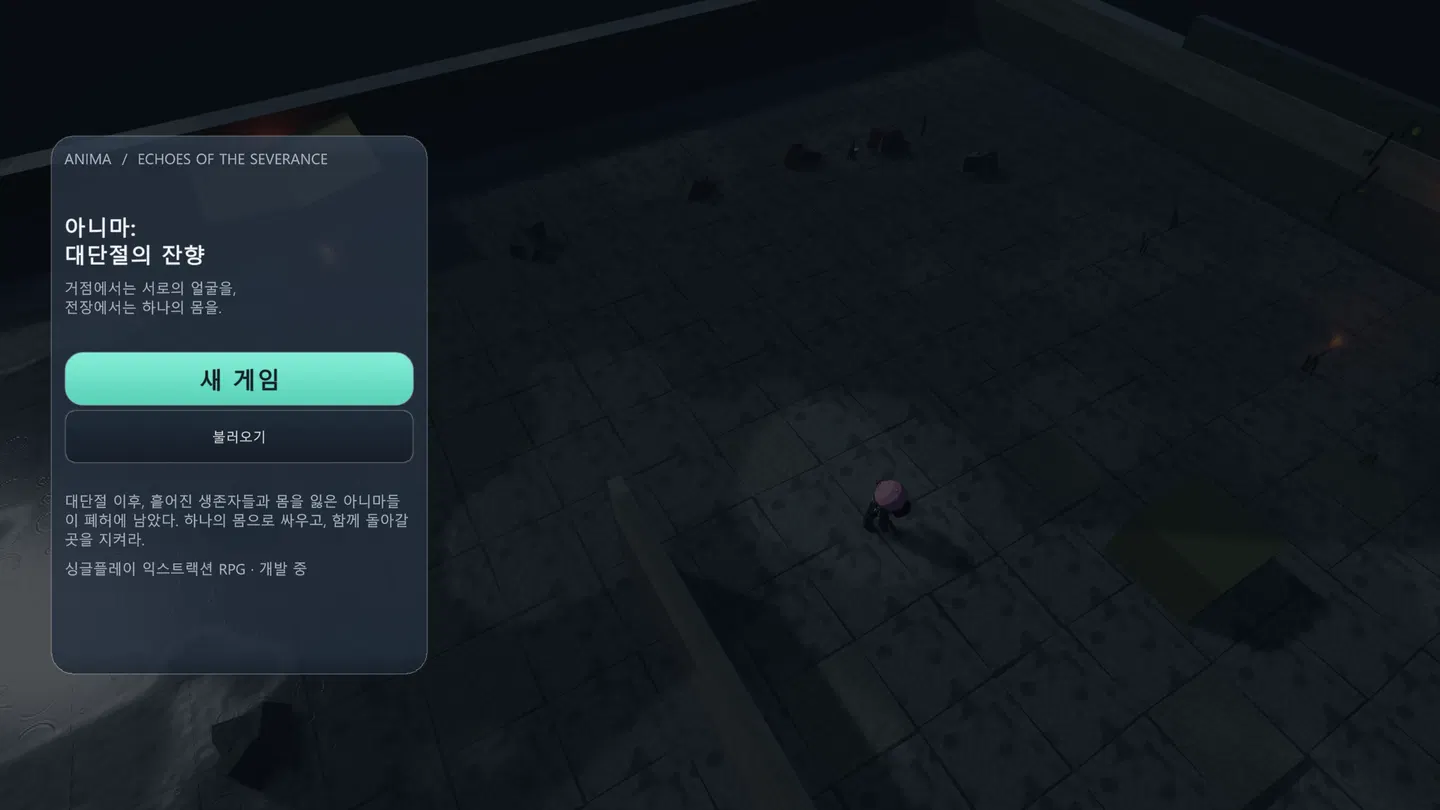 ANIMA / ECHOES OF THE SEVERANCE
아니마:
대단절의 잔향
거점에서는 서로의 얼굴을,
전장에서는 하나의 몸을.
새 게임
불러오기
대단절 이후, 흩어진 생존자들과 몸을 잃은 아니마들
이 폐허에 남았다. 하나의 몸으로 싸우고, 함께 돌아갈
곳을 지켜라.
싱글플레이 익스트랙션 RPG · 개발 중